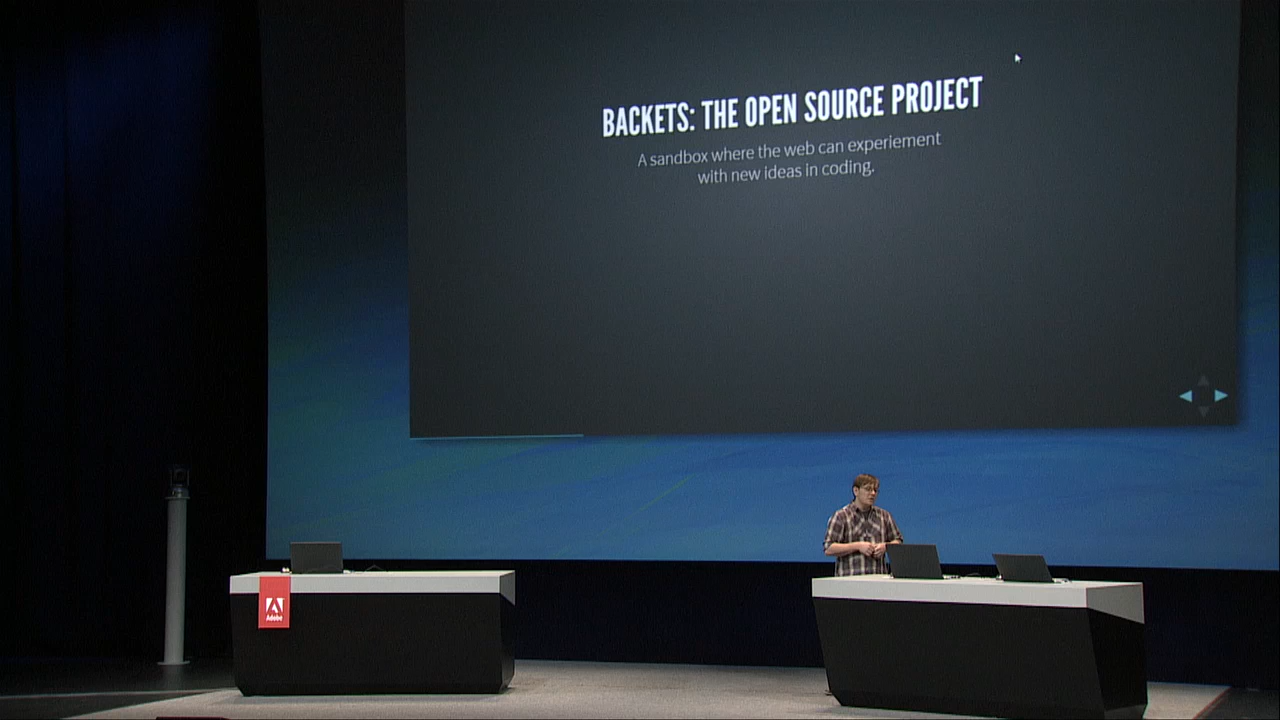 BACKETS: THE OPEN SOURCE PROJECT
A sandbox where the web can experiement
with new ideas in coding.
Adobe